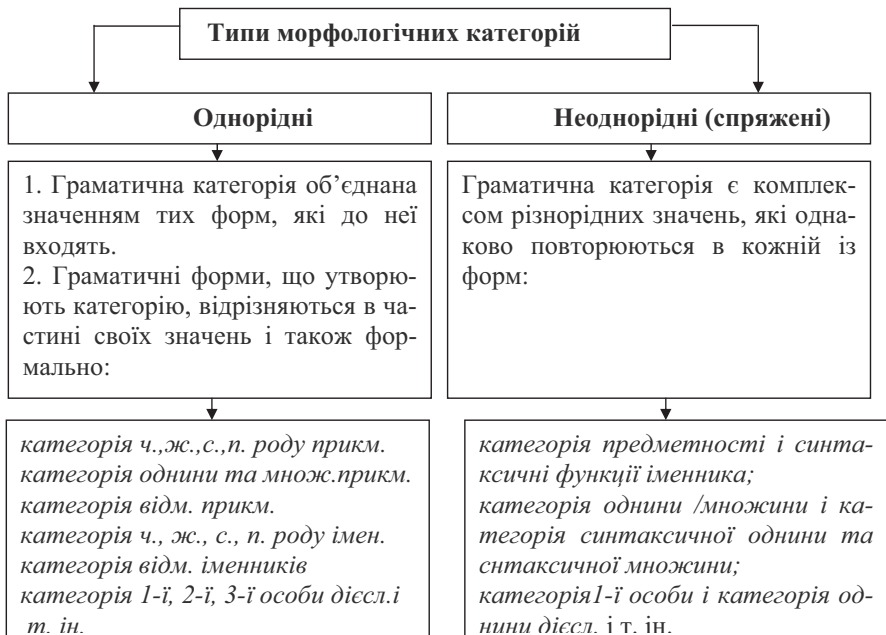 Типи морфологічних категорій
Однорідні
Неоднорідні (спряжені)
1. Граматична категорія об’єднана
значенням тих форм, які до неї
входять.
2. Граматичні форми, що утворю-
ють категорію, відрізняються в ча-
стині своїх значень і також фор-
мально:
Граматична категорія є комплек-
сом різнорідних значень, які одна-
ково повторюються в кожній із
форм:
категорія ч.,ж.,с.,п. роду прикм.
категорія однини та множ.прикм.
категорія відм. прикм.
категорія ч., ж., с., п. роду імен.
категорія відм. іменників
категорія 1-ї, 2-ї, 3-ї особи дієсл.і
т. ін.
категорія предметності і синта-
ксичні функції іменника;
категорія однини /множини і ка-
тегорія синтаксичної однини та
снтаксичної множини;
категорія1-ї особи і категорія од-
нини дієсл. і т. ін.